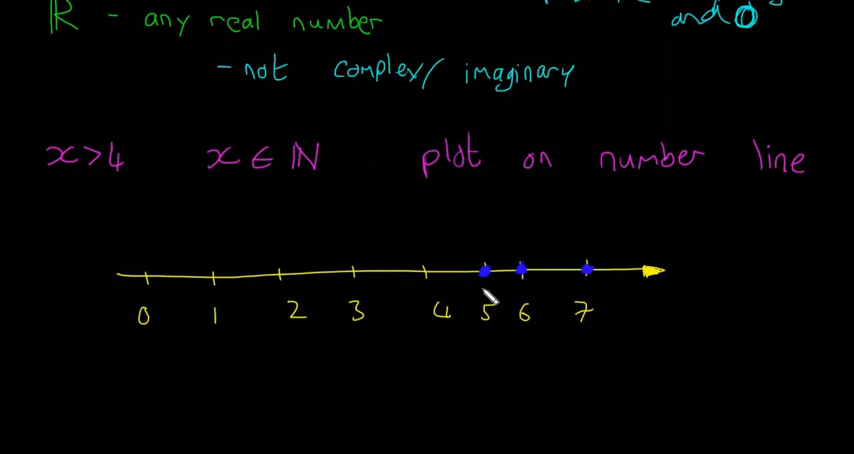 ℝ - any real number
and 0
- not complex/imaginary
x > 4 x ∈ ℕ plot on number line
0 1 2 3 4 5 6 7